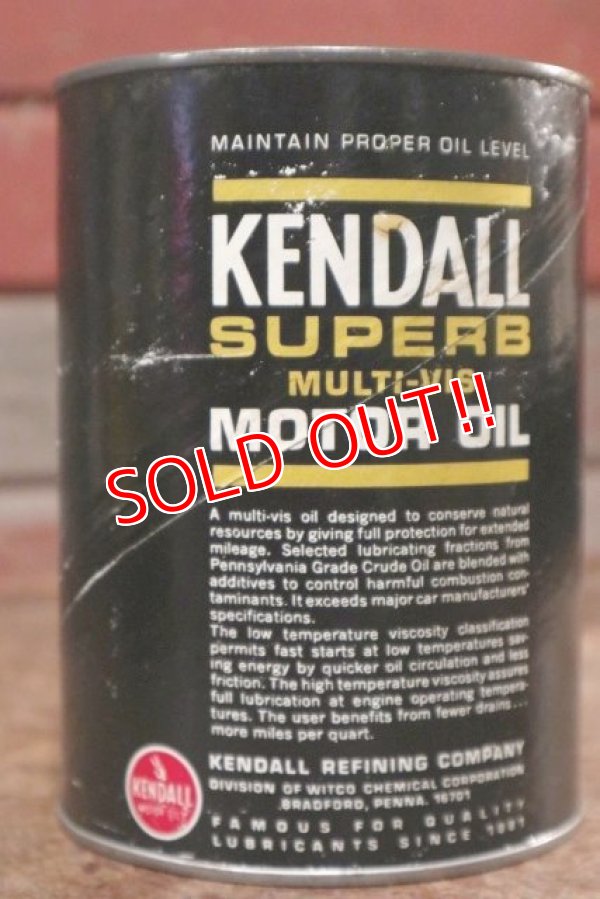 MAINTAIN PROPER OIL LEVEL
KENDALL
SUPERB
MULTI-VIS
MOTOR OIL
SOLD OUT!!
A multi-vis oil designed to conserve natural
resources by giving full protection for extended
mileage. Selected lubricating fractions from
Pennsylvania Grade Crude Oil are blended with
additives to control harmful combustion con-
taminants. It exceeds major car manufacturers'
specifications.
The low temperature viscosity classification
permits fast starts at low temperatures sav-
ing energy by quicker oil circulation and less
friction. The high temperature viscosity assures
full lubrication at engine operating tempera-
tures. The user benefits from fewer drains...
more miles per quart.
KENDALL REFINING COMPANY
DIVISION OF WITCO CHEMICAL CORPORATION
BRADFORD, PENNA. 16701
FAMOUS FOR QUALITY
LUBRICANTS SINCE 1881
KENDALL
MOTOR OIL